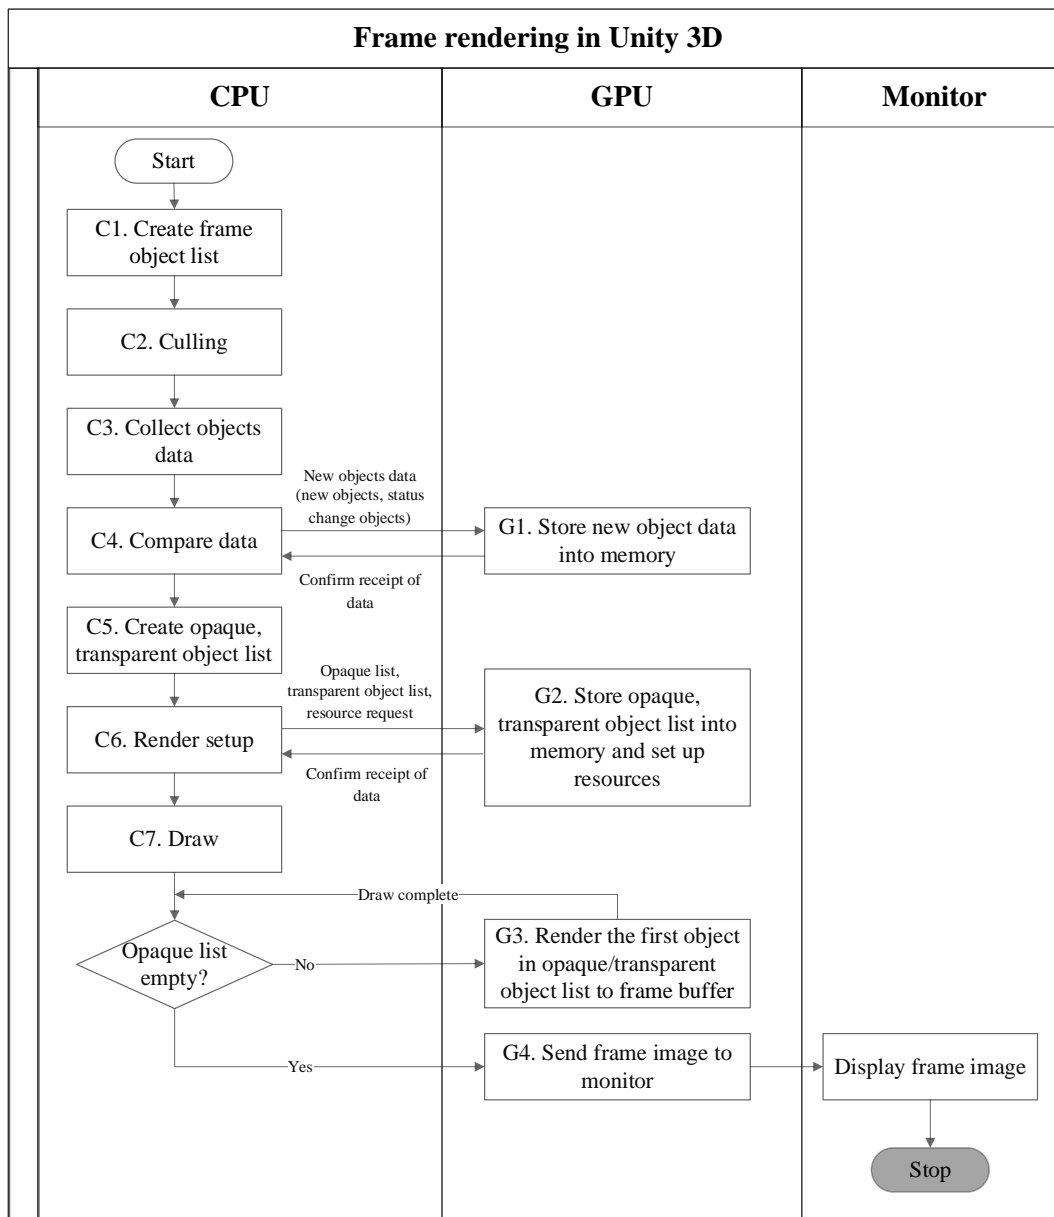 Frame rendering in Unity 3D
CPU
GPU
Monitor
Start
C1. Create frame
object list
C2. Culling
C3. Collect objects
data
New objects data
(new objects, status
change objects)
C4. Compare data
G1. Store new object data
into memory
Confirm receipt of
data
C5. Create opaque,
transparent object list
Opaque list,
transparent object list,
resource request
C6. Render setup
G2. Store opaque,
transparent object list into
memory and set up
resources
Confirm receipt of
data
C7. Draw
Draw complete
Opaque list
empty?
No
G3. Render the first object
in opaque/transparent
object list to frame buffer
Yes
G4. Send frame image to
monitor
Display frame image
Stop